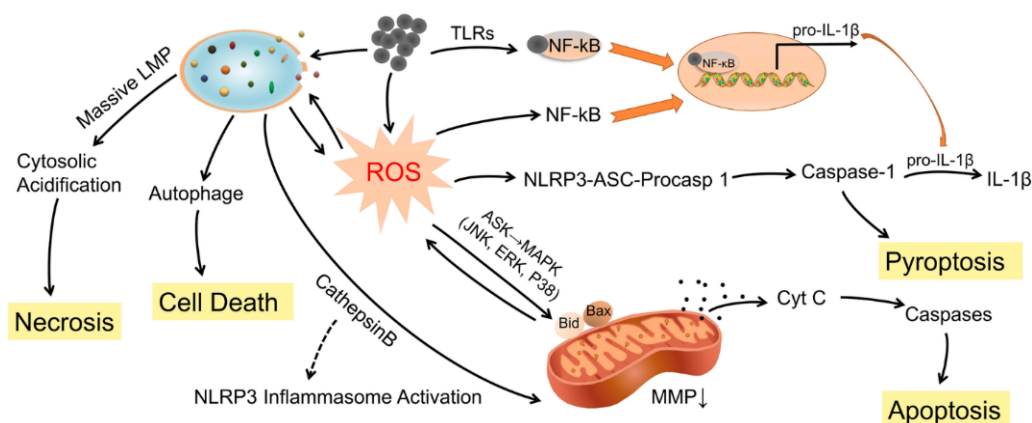 pro-IL-1β
TLRs
NF-kB
NF-κB
Massive LMP
NF-kB
ROS
Cytosolic
Acidification
Autophage
NLRP3-ASC-Procasp 1
Caspase-1
pro-IL-1β
IL-1β
ASK→MAPK
(JNK, ERK, P38)
Pyroptosis
Necrosis
Cell Death
CathepsinB
Bid
Bax
Cyt C
Caspases
NLRP3 Inflammasome Activation
MMP↓
Apoptosis